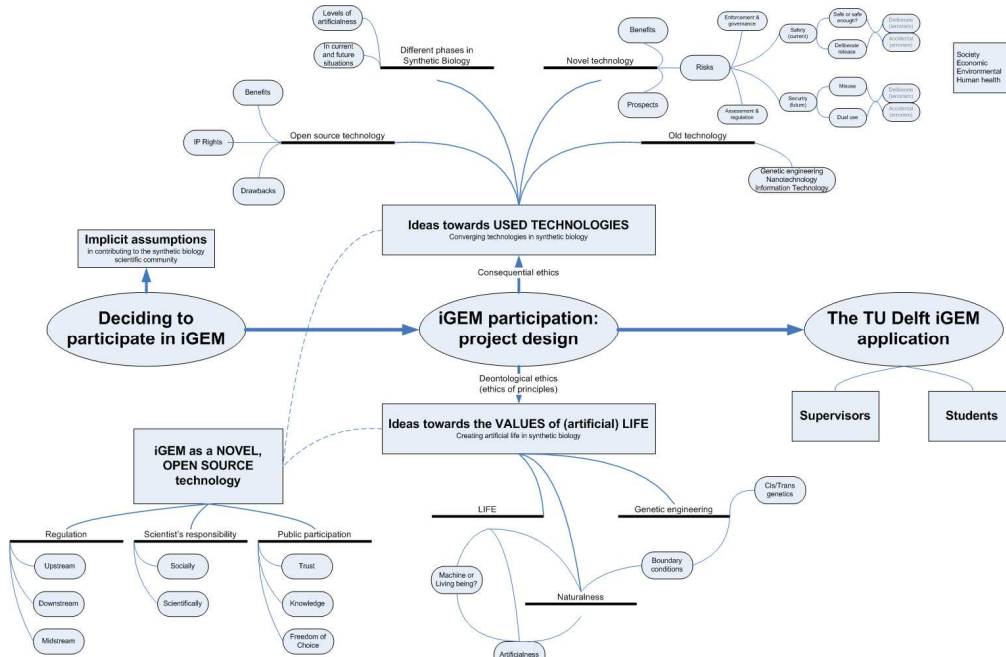 Levels of
artificialness
In current
and future
situations
Different phases in
Synthetic Biology
Benefits
Novel technology
Prospects
Risks
Enforcement &
governance
Assessment &
regulation
Safety
(current)
Safe or safe
enough?
Deliberate
release
Deliberate
(terrorism)
Accidental
Security
(future)
Misuse
Dual use
Deliberate
(terrorism)
Accidental
Society
Economic
Environmental
Human health
Benefits
IP Rights
Drawbacks
Open source technology
Old technology
Genetic engineering
Nanotechnology
Information Technology
Ideas towards USED TECHNOLOGIES
Converging technologies in synthetic biology
Implicit assumptions
in contributing to the synthetic biology
scientific community
Consequential ethics
Deciding to
participate in iGEM
iGEM participation:
project design
The TU Delft iGEM
application
Deontological ethics
(ethics of principles)
Supervisors
Students
Ideas towards the VALUES of (artificial) LIFE
Creating artificial life in synthetic biology
iGEM as a NOVEL,
OPEN SOURCE
technology
Regulation
Upstream
Downstream
Midstream
Scientist's responsibility
Socially
Scientifically
Public participation
Trust
Knowledge
Freedom of
Choice
LIFE
Genetic engineering
Cis/Trans
genetics
Machine or
Living being?
Boundary
conditions
Naturalness
Artificialness